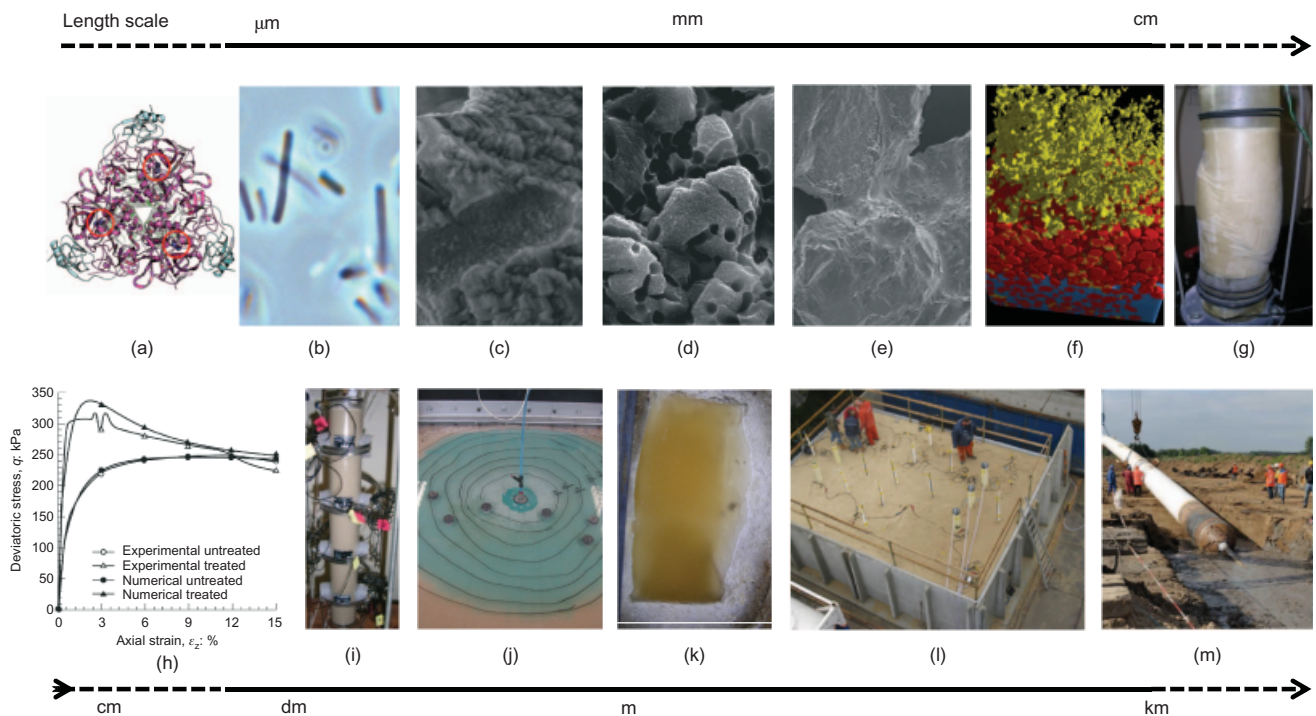 Length scale
μm
mm
cm
(a)
(b)
(c)
(d)
(e)
(f)
(g)
350
300
250
200
150
100
50
0
Deviatoric stress, q: kPa
Experimental untreated
Experimental treated
Numerical untreated
Numerical treated
0
3
6
9
12
15
Axial strain, εz: %
(h)
(i)
(j)
(k)
(l)
(m)
cm
dm
m
km